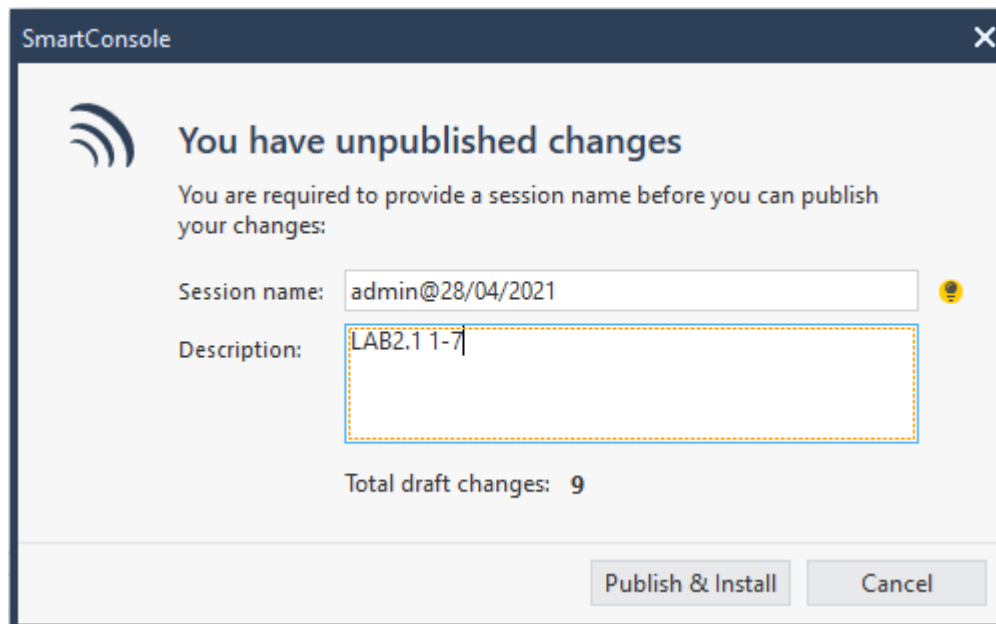 SmartConsole
You have unpublished changes
You are required to provide a session name before you can publish
your changes:
Session name: admin@28/04/2021
Description: LAB2.1 1-7
Total draft changes: 9
Publish & Install Cancel